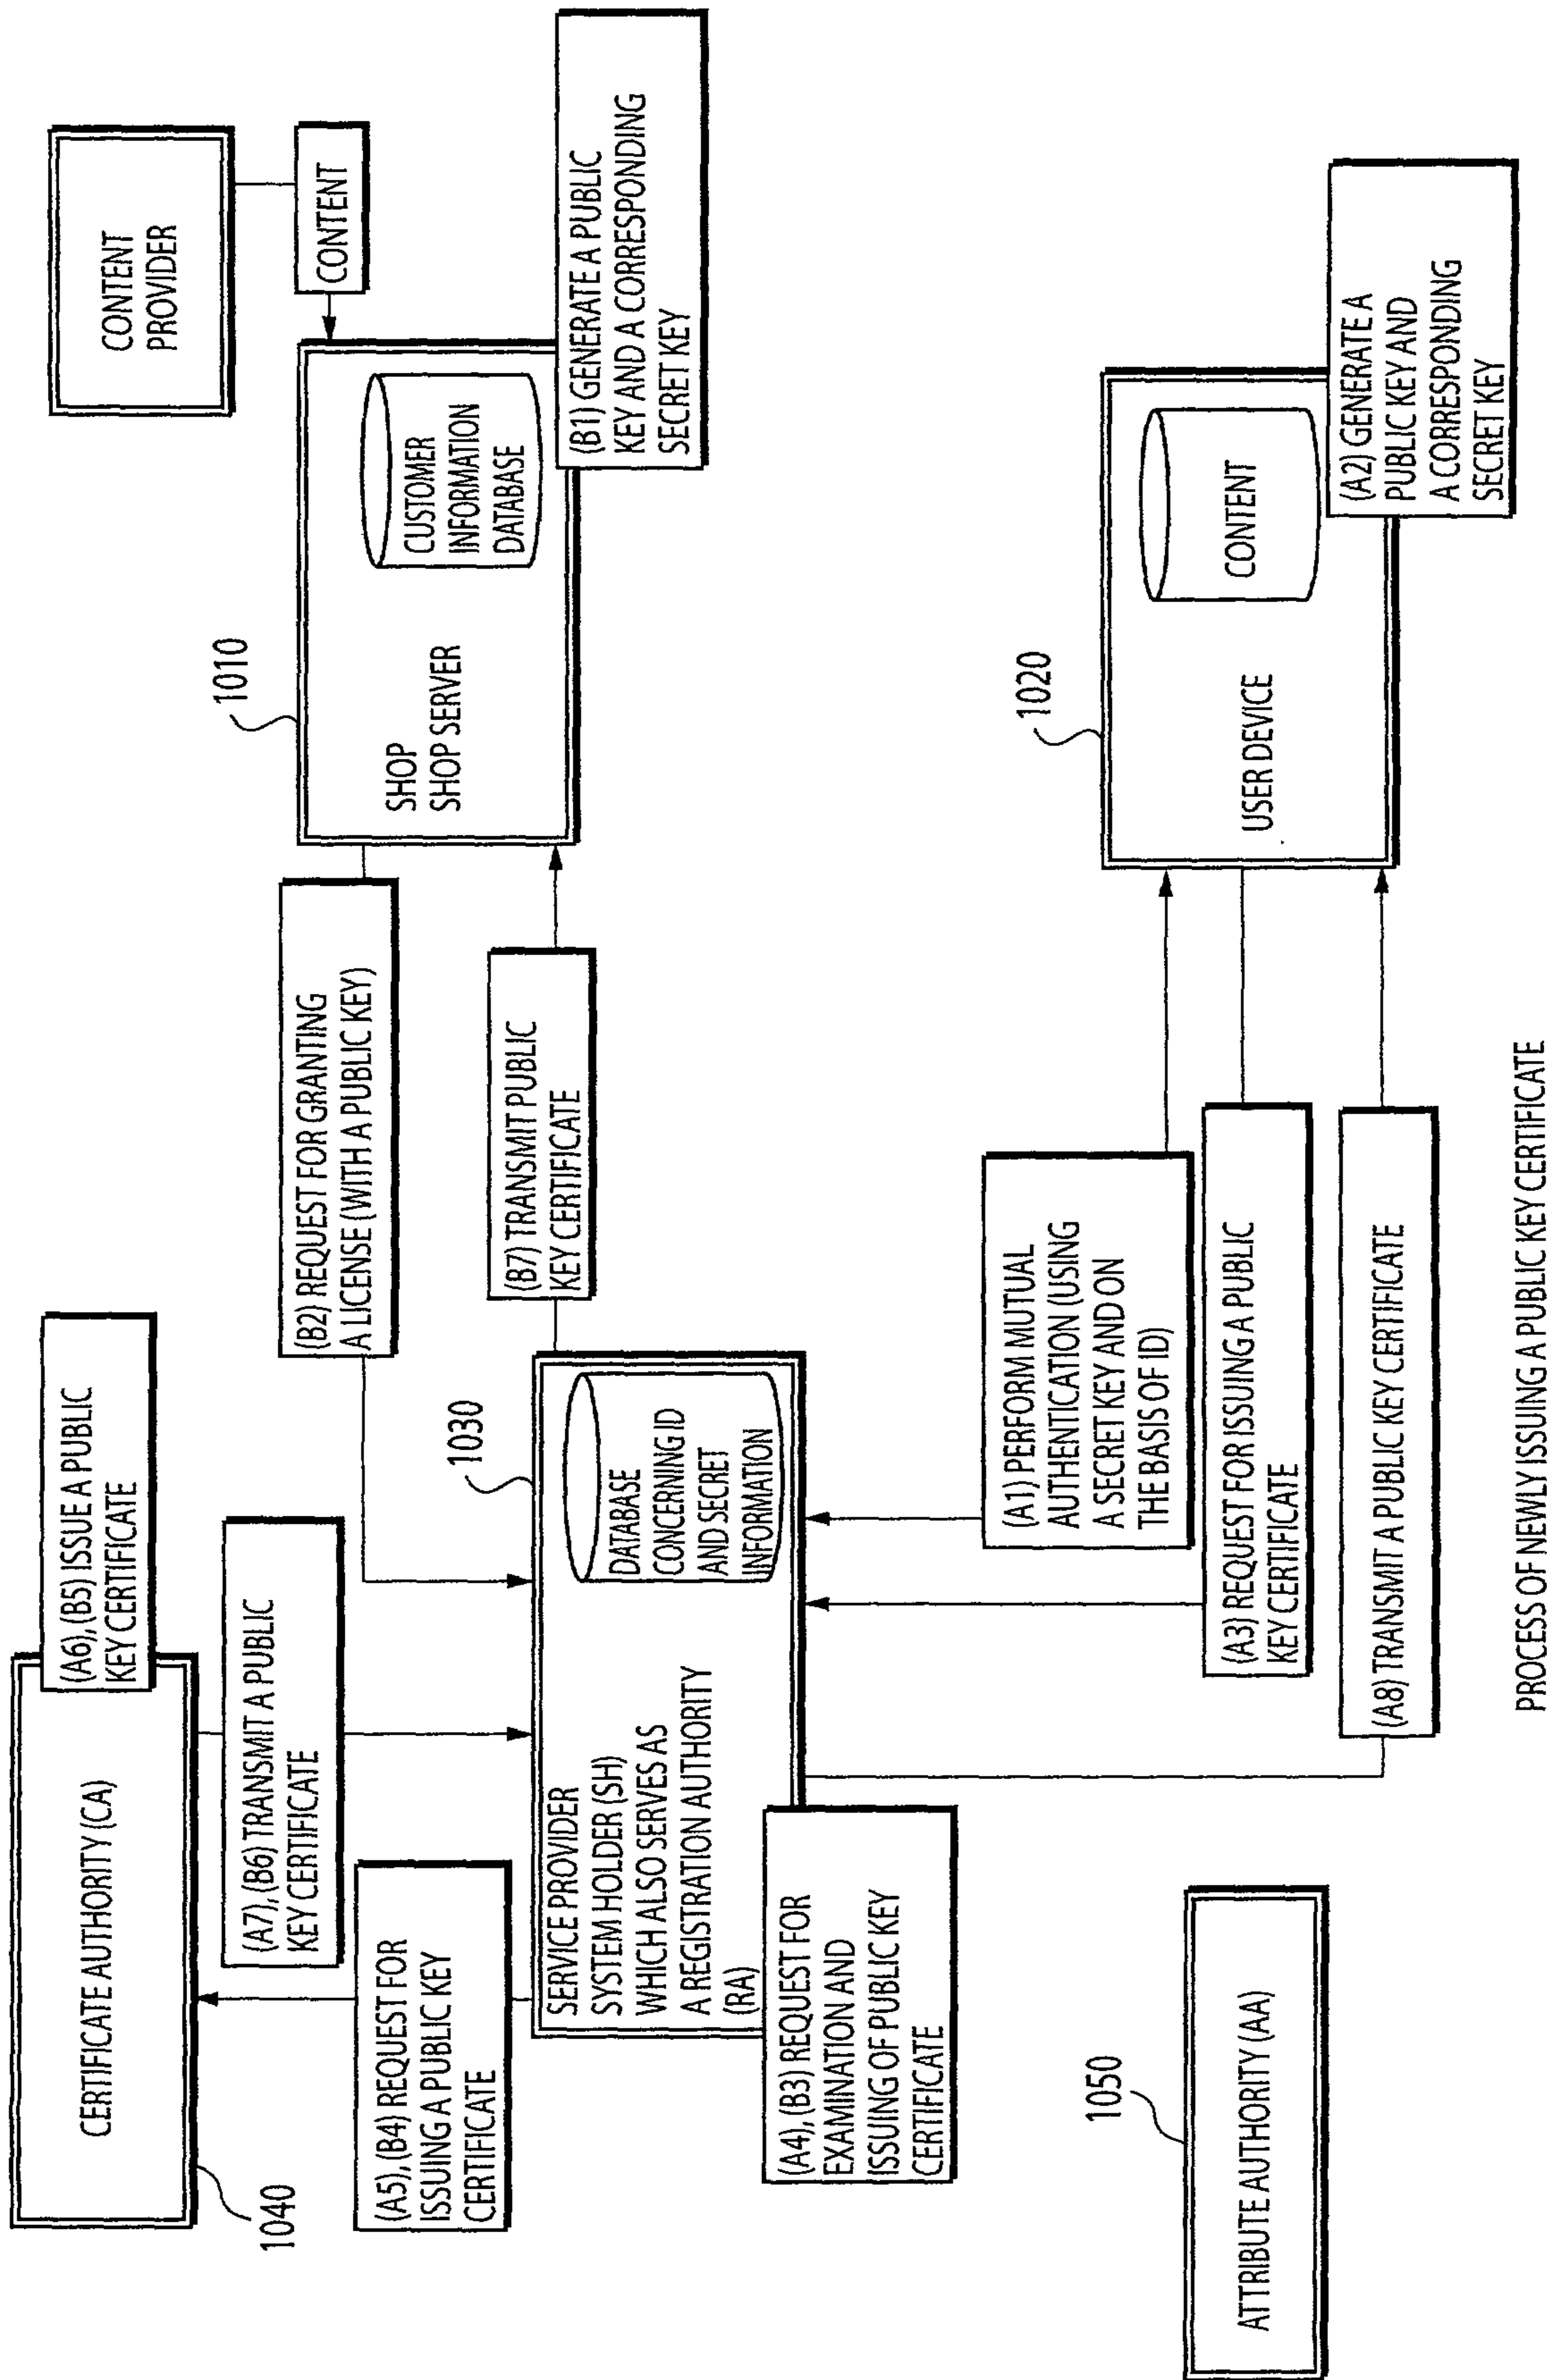 CERTIFICATE AUTHORITY (CA)
1040
(A6),(B5) ISSUE A PUBLIC
KEY CERTIFICATE
(A7),(B6) TRANSMIT A PUBLIC
KEY CERTIFICATE
(A5),(B4) REQUEST FOR
ISSUING A PUBLIC KEY
CERTIFICATE
(B2) REQUEST FOR GRANTING
A LICENSE (WITH A PUBLIC KEY)
(B7) TRANSMIT PUBLIC
KEY CERTIFICATE
CONTENT
PROVIDER
CONTENT
1010
SHOP
SHOP SERVER
CUSTOMER
INFORMATION
DATABASE
(B1) GENERATE A PUBLIC
KEY AND A CORRESPONDING
SECRET KEY
1030
SERVICE PROVIDER
SYSTEM HOLDER (SH)
WHICH ALSO SERVES AS
A REGISTRATION AUTHORITY
(RA)
DATABASE
CONCERNING ID
AND SECRET
INFORMATION
(A4),(B3) REQUEST FOR
EXAMINATION AND
ISSUING OF PUBLIC KEY
CERTIFICATE
(A1) PERFORM MUTUAL
AUTHENTICATION (USING
A SECRET KEY AND ON
THE BASIS OF ID)
(A3) REQUEST FOR ISSUING A PUBLIC
KEY CERTIFICATE
(A8) TRANSMIT A PUBLIC KEY CERTIFICATE
1020
USER DEVICE
CONTENT
(A2) GENERATE A
PUBLIC KEY AND
A CORRESPONDING
SECRET KEY
1050
ATTRIBUTE AUTHORITY (AA)
PROCESS OF NEWLY ISSUING A PUBLIC KEY CERTIFICATE